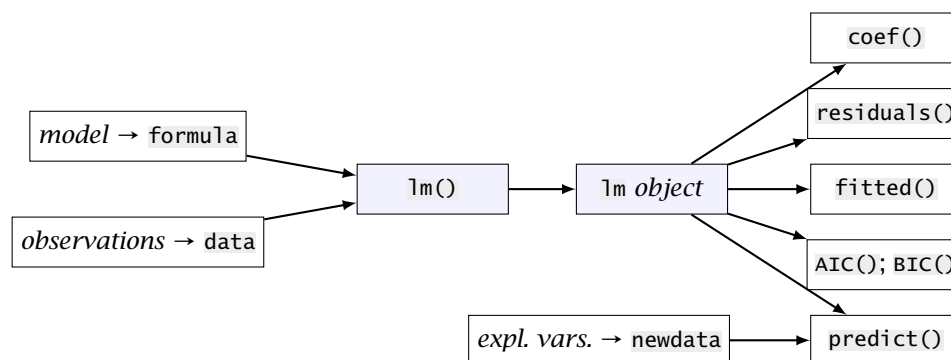 coef()
residuals()
model → formula
lm()
lm object
fitted()
observations → data
AIC(); BIC()
expl. vars. → newdata
predict()